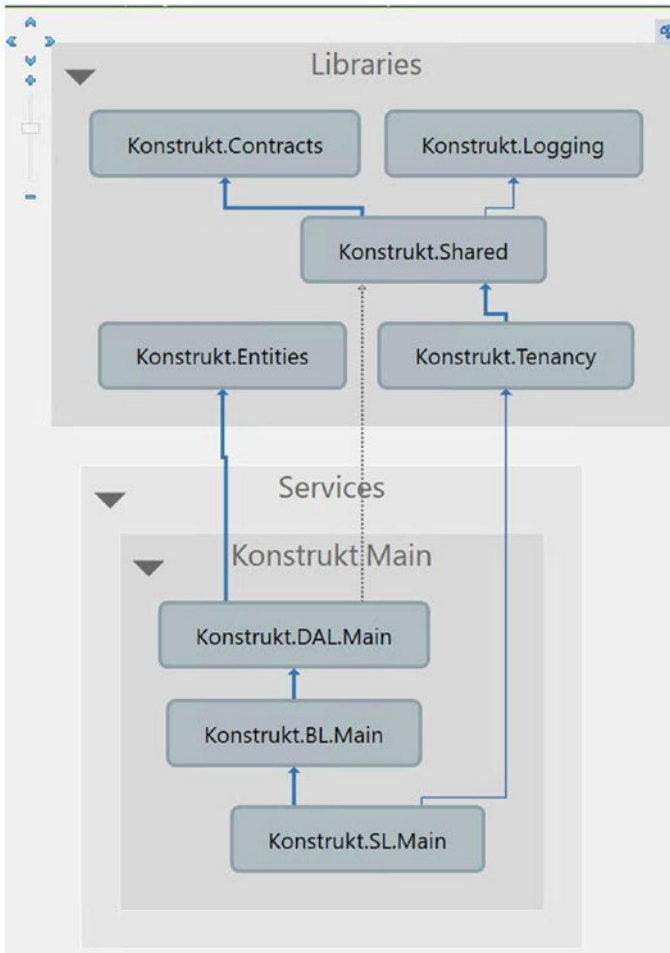 Libraries
Konstrukt.Contracts
Konstrukt.Logging
Konstrukt.Shared
Konstrukt.Entities
Konstrukt.Tenancy
Services
Konstrukt.Main
Konstrukt.DAL.Main
Konstrukt.BL.Main
Konstrukt.SL.Main